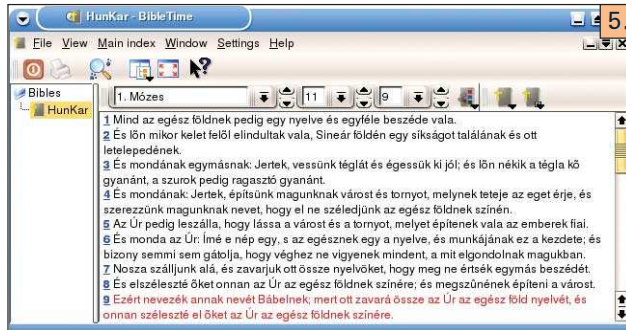 HunKar - BibleTime
5.
File View Main index Window Settings Help
Bibles
HunKar
1. Mózes 11 9
1 Mind az egész földnek pedig egy nyelve és egyféle beszéde vala.
2 És lőn mikor kelet felől elindultak vala, Sineár földén egy síkságot találának és ott
letelepedének.
3 És mondának egymásnak: Jertek, vessünk téglát és égessük ki jól; és lőn nékik a tégla kő
gyanánt, a szurok pedig ragasztó gyanánt.
4 És mondának: Jertek, építsünk magunknak várost és tornyot, melynek teteje az eget érje, és
szerezzünk magunknak nevet, hogy el ne széledjünk az egész földnek színén.
5 Az Úr pedig leszálla, hogy lássa a várost és a tornyot, melyet építenek vala az emberek fiai.
6 És monda az Úr: Ímé e nép egy, s az egésznek egy a nyelve, és munkájának ez a kezdete; és
bizony semmi sem gátolja, hogy véghez ne vigyenek mindent, a mit elgondolnak magukban.
7 Nosza szálljunk alá, és zavarjuk ott össze nyelvöket, hogy meg ne értsék egymás beszédét.
8 És elszéleszté őket onnan az Úr az egész földnek színére; és megszűnének építeni a várost.
9 Ezért nevezék annak nevét Bábelnek; mert ott zavará össze az Úr az egész föld nyelvét, és
onnan széleszté el őket az Úr az egész földnek színére.